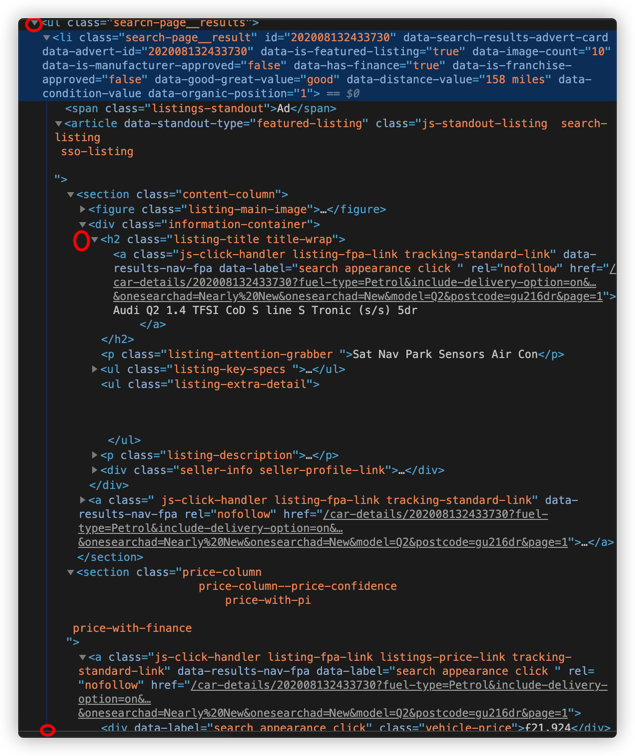 <ul class="search-page__results">
<li class="search-page__result" id="202008132433730" data-search-results-advert-card
data-advert-id="202008132433730" data-is-featured-listing="true" data-image-count="10"
data-is-manufacturer-approved="false" data-has-finance="true" data-is-franchise-
approved="false" data-good-great-value="good" data-distance-value="158 miles" data-
condition-value data-organic-position="1"> == $0
<span class="listings-standout">Ad</span>
<article data-standout-type="featured-listing" class="js-standout-listing  search-
listing
sso-listing
">
<section class="content-column">
<figure class="listing-main-image">…</figure>
<div class="information-container">
<h2 class="listing-title title-wrap">
<a class="js-click-handler listing-fpa-link tracking-standard-link" data-
results-nav-fpa data-label="search appearance click " rel="nofollow" href="/
car-details/202008132433730?fuel-type=Petrol&include-delivery-option=on&…
&onesearchad=Nearly%20New&onesearchad=New&model=Q2&postcode=gu216dr&page=1">
Audi Q2 1.4 TFSI CoD S line S Tronic (s/s) 5dr
</a>
</h2>
<p class="listing-attention-grabber ">Sat Nav Park Sensors Air Con</p>
<ul class="listing-key-specs ">…</ul>
<ul class="listing-extra-detail">
</ul>
<p class="listing-description">…</p>
<div class="seller-info seller-profile-link">…</div>
</div>
<a class=" js-click-handler listing-fpa-link tracking-standard-link" data-
results-nav-fpa rel="nofollow" href="/car-details/202008132433730?fuel-
type=Petrol&include-delivery-option=on&…
&onesearchad=Nearly%20New&onesearchad=New&model=Q2&postcode=gu216dr&page=1">…</a>
</section>
<section class="price-column
price-column--price-confidence
price-with-pi
price-with-finance
">
<a class="js-click-handler listing-fpa-link listings-price-link tracking-
standard-link" data-results-nav-fpa data-label="search appearance click " rel=
"nofollow" href="/car-details/202008132433730?fuel-type=Petrol&include-delivery-
option=on&…
&onesearchad=Nearly%20New&onesearchad=New&model=Q2&postcode=gu216dr&page=1">
<div data-label="search appearance click" class="vehicle-price">£21,924</div>